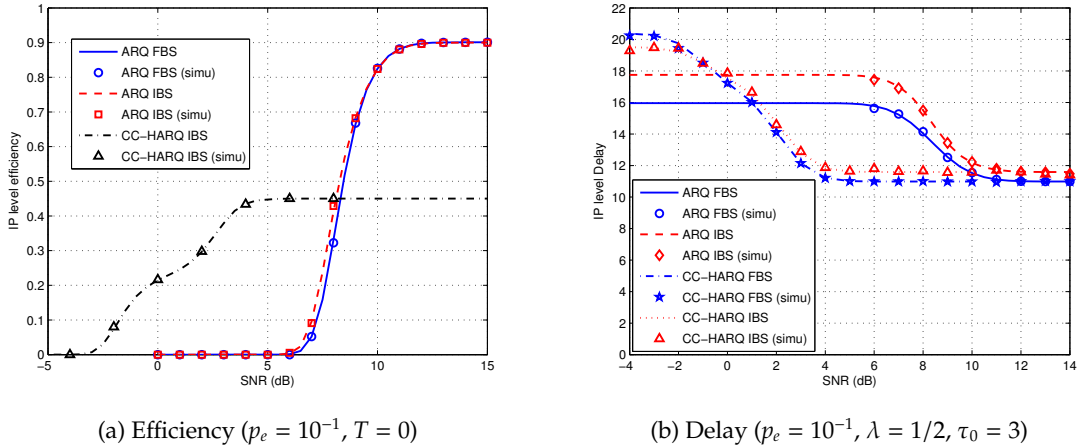 0.9
0.8
0.7
0.6
0.5
0.4
0.3
0.2
0.1
0
IP level efficiency
ARQ FBS
ARQ FBS (simu)
ARQ IBS
ARQ IBS (simu)
CC−HARQ IBS
CC−HARQ IBS (simu)
0 5 10 15
SNR (dB)
(a) Efficiency (pₑ = 10⁻¹, T = 0)
22
20
18
16
14
12
10
8
6
4
2
0
IP level Delay
ARQ FBS
ARQ FBS (simu)
ARQ IBS
ARQ IBS (simu)
CC−HARQ FBS
CC−HARQ FBS (simu)
CC−HARQ IBS
CC−HARQ IBS (simu)
−4 −2 0 2 4 6 8 10 12 14
SNR (dB)
(b) Delay (pₑ = 10⁻¹, λ = 1/2, τ₀ = 3)